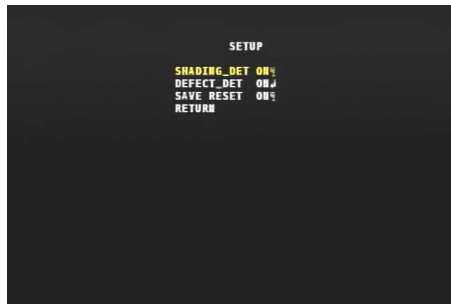 SETUP
SHADING_DET ON
DEFECT_DET ON↲
SAVE RESET ON
RETURN